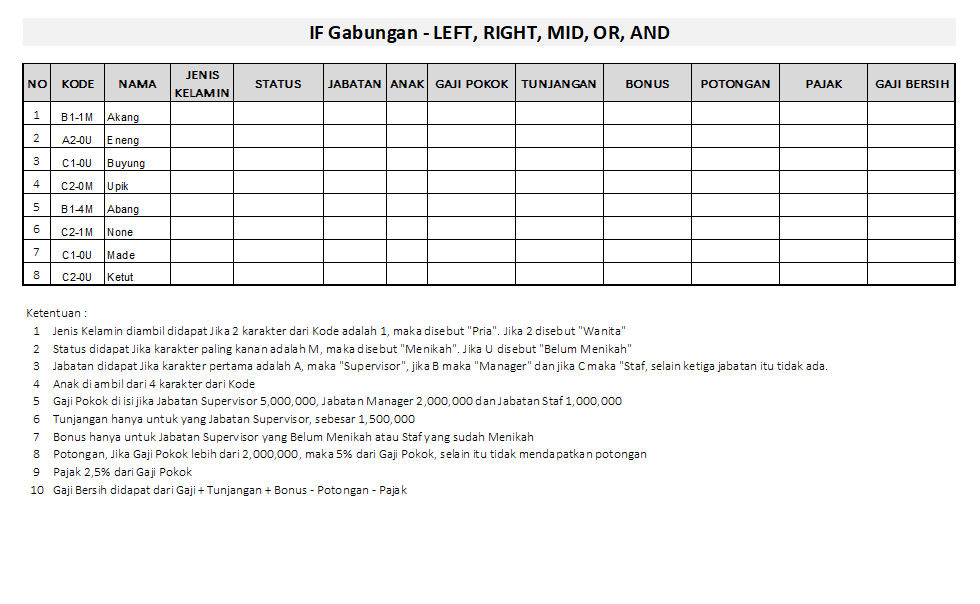 IF Gabungan - LEFT, RIGHT, MID, OR, AND
NO KODE NAMA JENIS KELAMIN STATUS JABATAN ANAK GAJI POKOK TUNJANGAN BONUS POTONGAN PAJAK GAJI BERSIH
1 B1-1M Akang
2 A2-0U Eneng
3 C1-0U Buyung
4 C2-0M Upik
5 B1-4M Abang
6 C2-1M None
7 C1-0U Made
8 C2-0U Ketut
Ketentuan :
1 Jenis Kelamin diambil didapat Jika 2 karakter dari Kode adalah 1, maka disebut "Pria". Jika 2 disebut "Wanita"
2 Status didapat Jika karakter paling kanan adalah M, maka disebut "Menikah". Jika U disebut "Belum Menikah"
3 Jabatan didapat Jika karakter pertama adalah A, maka "Supervisor", jika B maka "Manager" dan jika C maka "Staf, selain ketiga jabatan itu tidak ada.
4 Anak di ambil dari 4 karakter dari Kode
5 Gaji Pokok di isi jika Jabatan Supervisor 5,000,000, Jabatan Manager 2,000,000 dan Jabatan Staf 1,000,000
6 Tunjangan hanya untuk yang Jabatan Supervisor, sebesar 1,500,000
7 Bonus hanya untuk Jabatan Supervisor yang Belum Menikah atau Staf yang sudah Menikah
8 Potongan, Jika Gaji Pokok lebih dari 2,000,000, maka 5% dari Gaji Pokok, selain itu tidak mendapatkan potongan
9 Pajak 2,5% dari Gaji Pokok
10 Gaji Bersih didapat dari Gaji + Tunjangan + Bonus - Potongan - Pajak